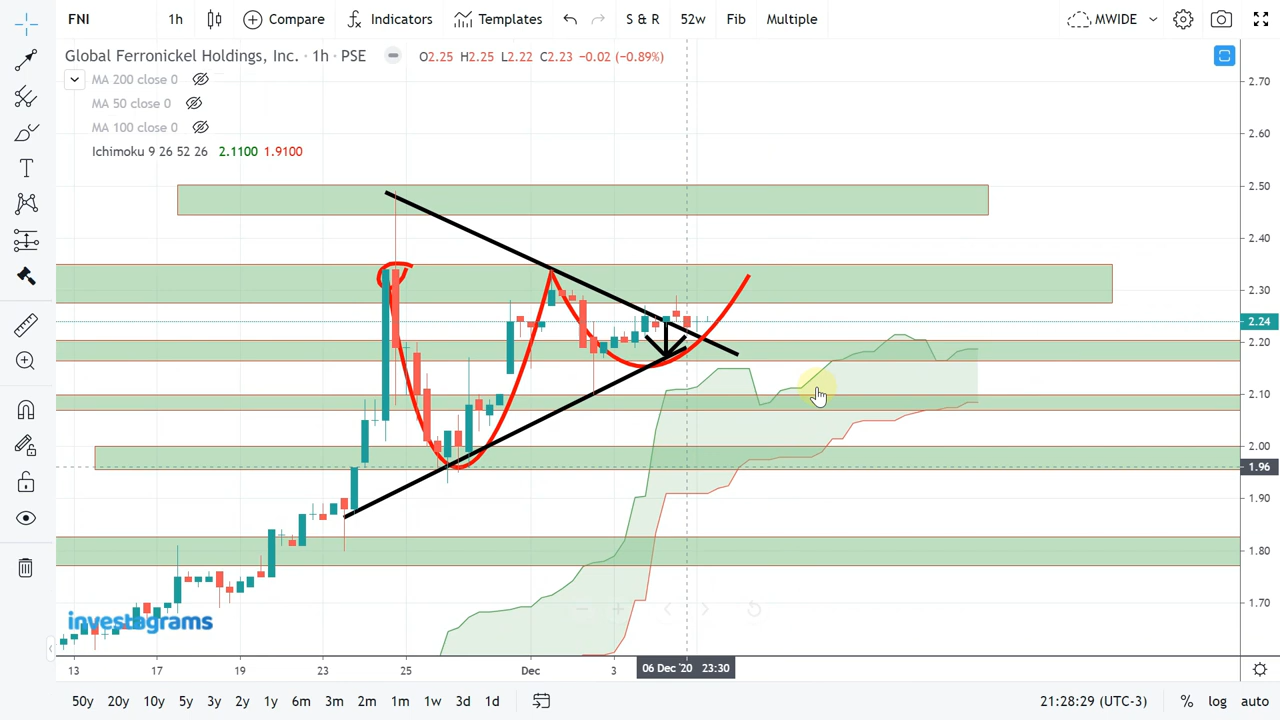 FNI 1h Compare Indicators Templates S & R 52w Fib Multiple MWIDE
Global Ferronickel Holdings, Inc. · 1h · PSE O2.25 H2.25 L2.22 C2.23 −0.02 (−0.89%)
MA 200 close 0
MA 50 close 0
MA 100 close 0
Ichimoku 9 26 52 26 2.1100 1.9100
2.70
2.60
2.50
2.40
2.30
2.24
2.20
2.10
2.00
1.96
1.90
1.80
1.70
investagrams
13 17 19 23 25 Dec 3 06 Dec '20 23:30
50y 20y 10y 5y 3y 2y 1y 6m 3m 2m 1m 1w 3d 1d 21:28:29 (UTC-3) % log auto